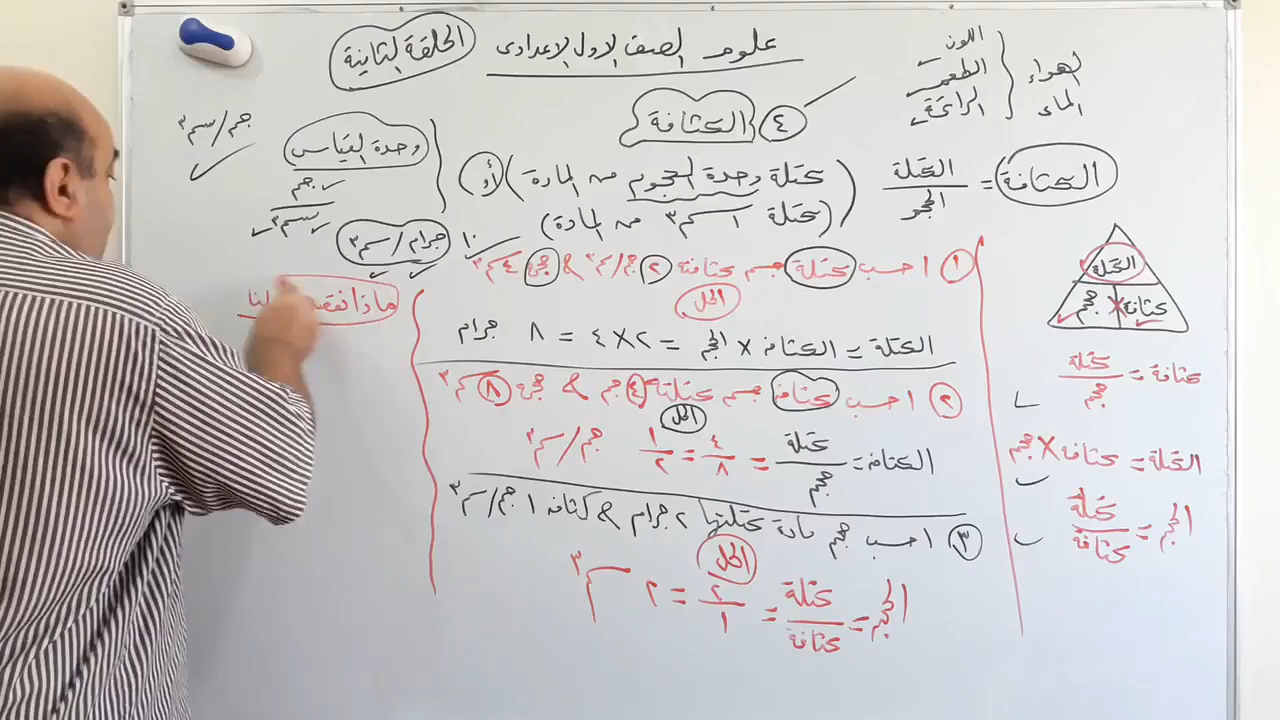 علوم الصف الاول الاعدادى
الحلقة الثانية
الهواء
الماء
اللون
الطعم
الرائحة
٤ الكثافة
الكثافة = الكتلة / الحجم
كتلة وحدة الحجوم من المادة
أو
(كتلة ١ سم٣ من المادة)
وحدة القياس
جم
سم٣
جرام/سم٣
جم/سم٣
الكتلة
كثافة X حجم
كثافة = كتلة / حجم
الكتلة = كثافة X حجم
الحجم = كتلة / كثافة
١ احسب كتلة جسم كثافته ٢ جم/سم٣ & حجمه ٤ سم٣
الحل
الكتلة = الكثافة X الحجم = ٢ X ٤ = ٨ جرام
٢ احسب كثافة جسم كتلته ٤ جم & حجمه ٨ سم٣
الحل
الكثافة = كتلة / حجم = ٤ / ٨ = ١ / ٢ جم/سم٣
٣ احسب حجم مادة كتلتها ٢ جرام & كثافة ١ جم/سم٣
الحل
الحجم = كتلة / كثافة = ٢ / ١ = ٢ سم٣
ماذا